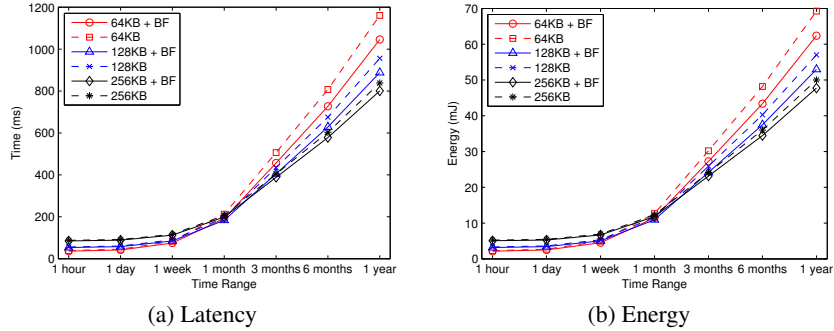 1200
1000
800
600
400
200
0
Time (ms)
64KB + BF
64KB
128KB + BF
128KB
256KB + BF
256KB
1 hour 1 day 1 week 1 month 3 months 6 months 1 year
Time Range
(a) Latency
70
60
50
40
30
20
10
0
Energy (mJ)
64KB + BF
64KB
128KB + BF
128KB
256KB + BF
256KB
1 hour 1 day 1 week 1 month 3 months 6 months 1 year
Time Range
(b) Energy